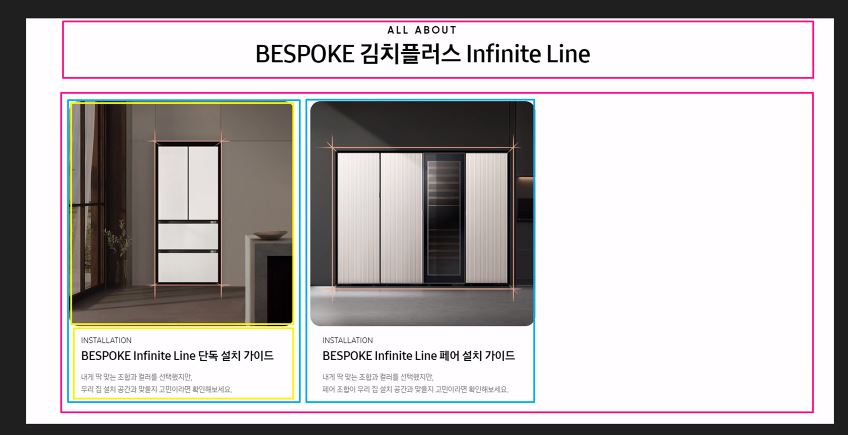 ALL ABOUT
BESPOKE 김치플러스 Infinite Line
INSTALLATION
BESPOKE Infinite Line 단독 설치 가이드
내게 딱 맞는 조합과 컬러를 선택했지만,
우리 집 설치 공간과 맞을지 고민이라면 확인해보세요.
INSTALLATION
BESPOKE Infinite Line 페어 설치 가이드
내게 딱 맞는 조합과 컬러를 선택했지만,
페어 조합이 우리 집 설치 공간과 맞을지 고민이라면 확인해보세요.